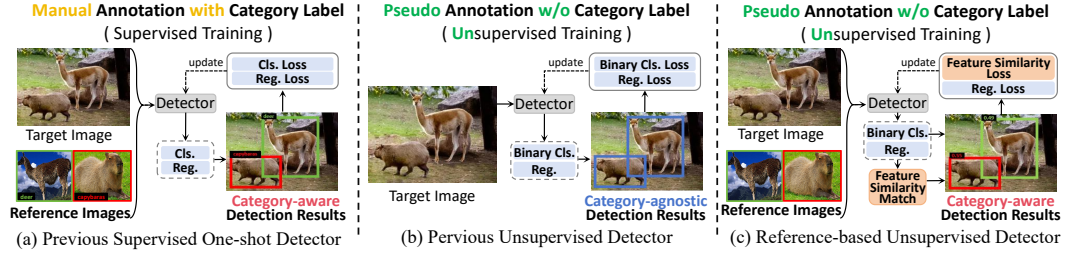 Manual Annotation with Category Label
( Supervised Training )
update
Cls. Loss
Reg. Loss
Detector
Target Image
deer
Cls.
Reg.
deer
Reference Images
Category-aware
Detection Results
(a) Previous Supervised One-shot Detector
Pseudo Annotation w/o Category Label
( Unsupervised Training )
update
Binary Cls. Loss
Reg. Loss
Detector
Binary Cls.
Reg.
Target Image
Category-agnostic
Detection Results
(b) Pervious Unsupervised Detector
Pseudo Annotation w/o Category Label
( Unsupervised Training )
update
Feature Similarity
Loss
Reg. Loss
Detector
Target Image
Binary Cls.
Reg.
0.49
Feature
Similarity
Match
Reference Images
Category-aware
Detection Results
(c) Reference-based Unsupervised Detector